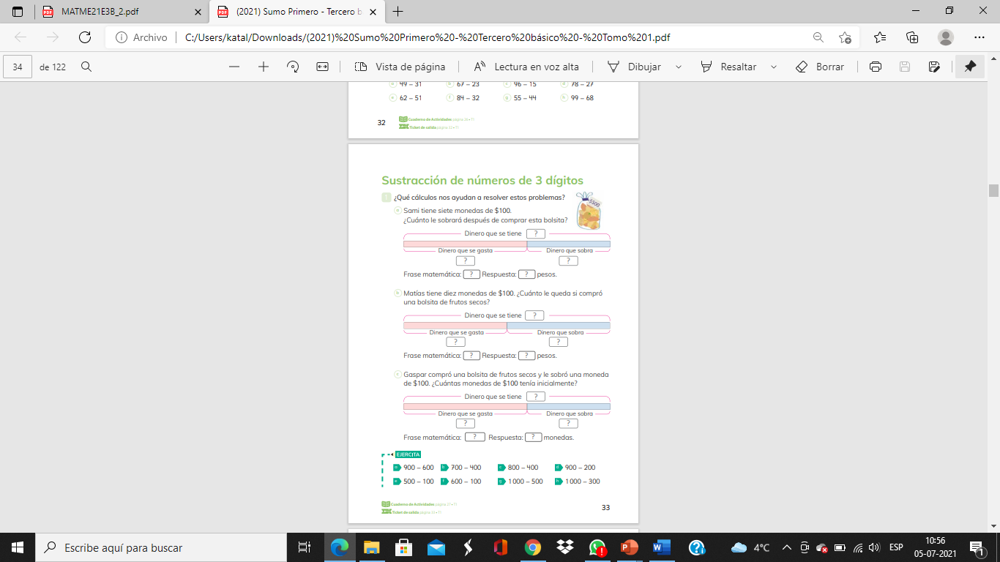 MATME21E3B_2.pdf
(2021) Sumo Primero - Tercero b
Archivo
C:/Users/katal/Downloads/(2021)%20Sumo%20Primero%20-%20Tercero%20básico%20-%20Tomo%201.pdf
34 de 122
Vista de página
Lectura en voz alta
Dibujar
Resaltar
Borrar
a 49 – 31 b 67 – 23 c 96 – 15 d 78 – 27
e 62 – 51 f 84 – 32 g 55 – 44 h 99 – 68
32
Cuaderno de Actividades
Ticket de salida
Sustracción de números de 3 dígitos
1 ¿Qué cálculos nos ayudan a resolver estos problemas?
a Sami tiene siete monedas de $100.
¿Cuánto le sobrará después de comprar esta bolsita?
Dinero que se tiene ?
Dinero que se gasta Dinero que sobra
? ?
Frase matemática: ? Respuesta: ? pesos.
b Matías tiene diez monedas de $100. ¿Cuánto le queda si compró
una bolsita de frutos secos?
Dinero que se tiene ?
Dinero que se gasta Dinero que sobra
? ?
Frase matemática: ? Respuesta: ? pesos.
c Gaspar compró una bolsita de frutos secos y le sobró una moneda
de $100. ¿Cuántas monedas de $100 tenía inicialmente?
Dinero que se tiene ?
Dinero que se gasta Dinero que sobra
? ?
Frase matemática: ? Respuesta: ? monedas.
EJERCITA
a 900 – 600 b 700 – 400 c 800 – 400 d 900 – 200
e 500 – 100 f 600 – 100 g 1 000 – 500 h 1 000 – 300
Cuaderno de Actividades
Ticket de salida
33
Escribe aquí para buscar
4°C
ESP
10:56
05-07-2021
1